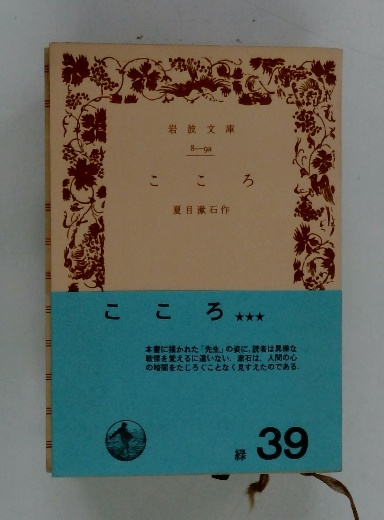 岩波文庫
8—9a
こころ
夏目漱石作
こころ★★★
本書に描かれた「先生」の姿に、読者は異様な
戦慄を覚えるに違いない。漱石は、人間の心
の暗闇をたじろぐことなく見すえたのである.
緑 39